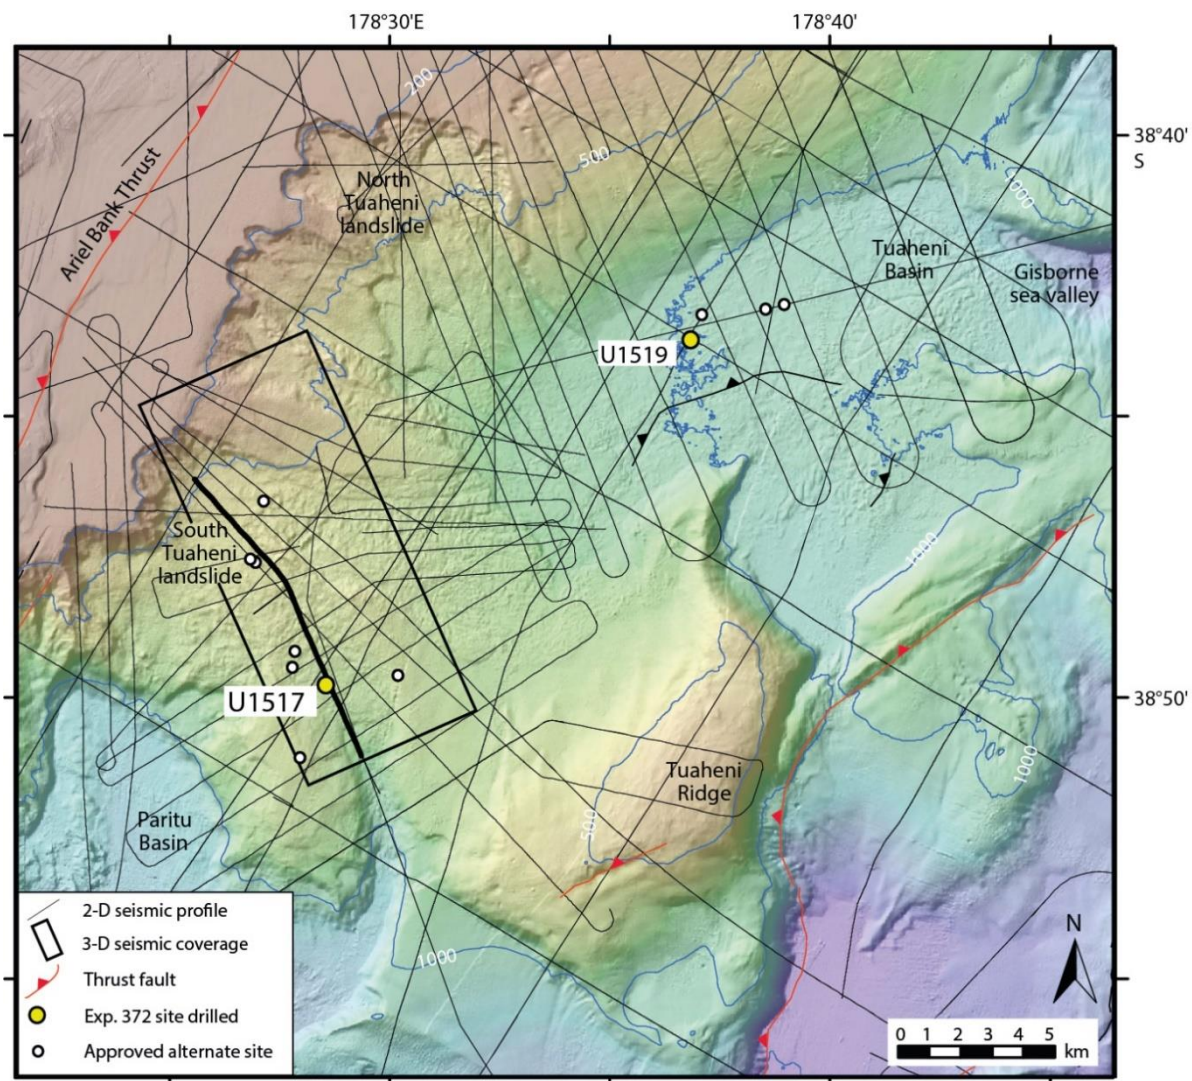 178°30'E
178°40'
200
38°40'
S
500
North
Tuaheni
landslide
1000
Ariel Bank Thrust
Tuaheni
Basin
Gisborne
sea valley
U1519
South
Tuaheni
landslide
1000
U1517
38°50'
Tuaheni
Ridge
1000
500
Paritu
Basin
2-D seismic profile
3-D seismic coverage
Thrust fault
Exp. 372 site drilled
Approved alternate site
1000
N
0 1 2 3 4 5
km